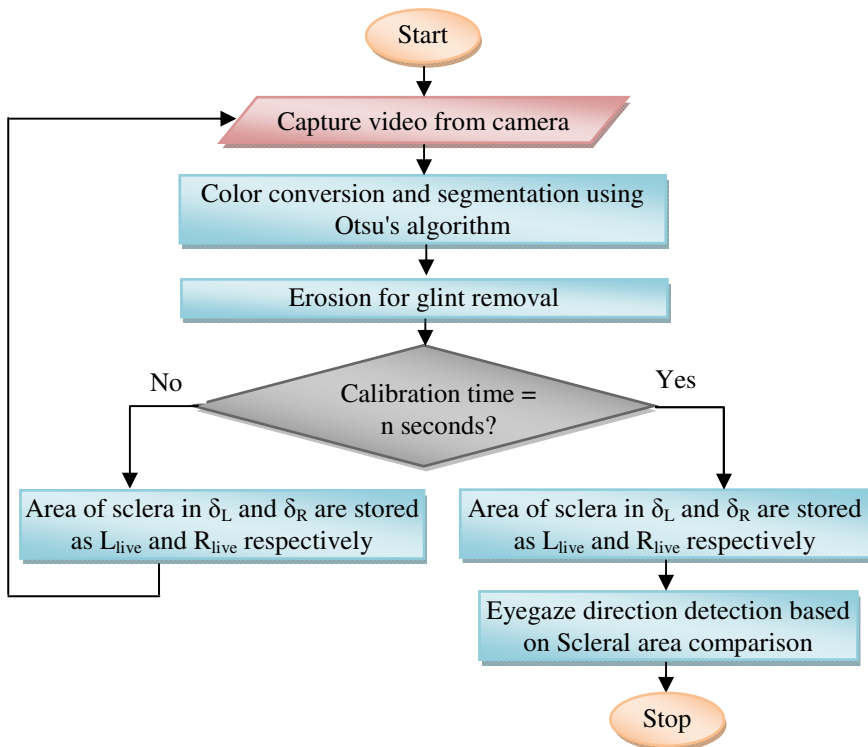 Start
Capture video from camera
Color conversion and segmentation using
Otsu's algorithm
Erosion for glint removal
No
Yes
Calibration time =
n seconds?
Area of sclera in δL and δR are stored
as Llive and Rlive respectively
Area of sclera in δL and δR are stored
as Llive and Rlive respectively
Eyegaze direction detection based
on Scleral area comparison
Stop